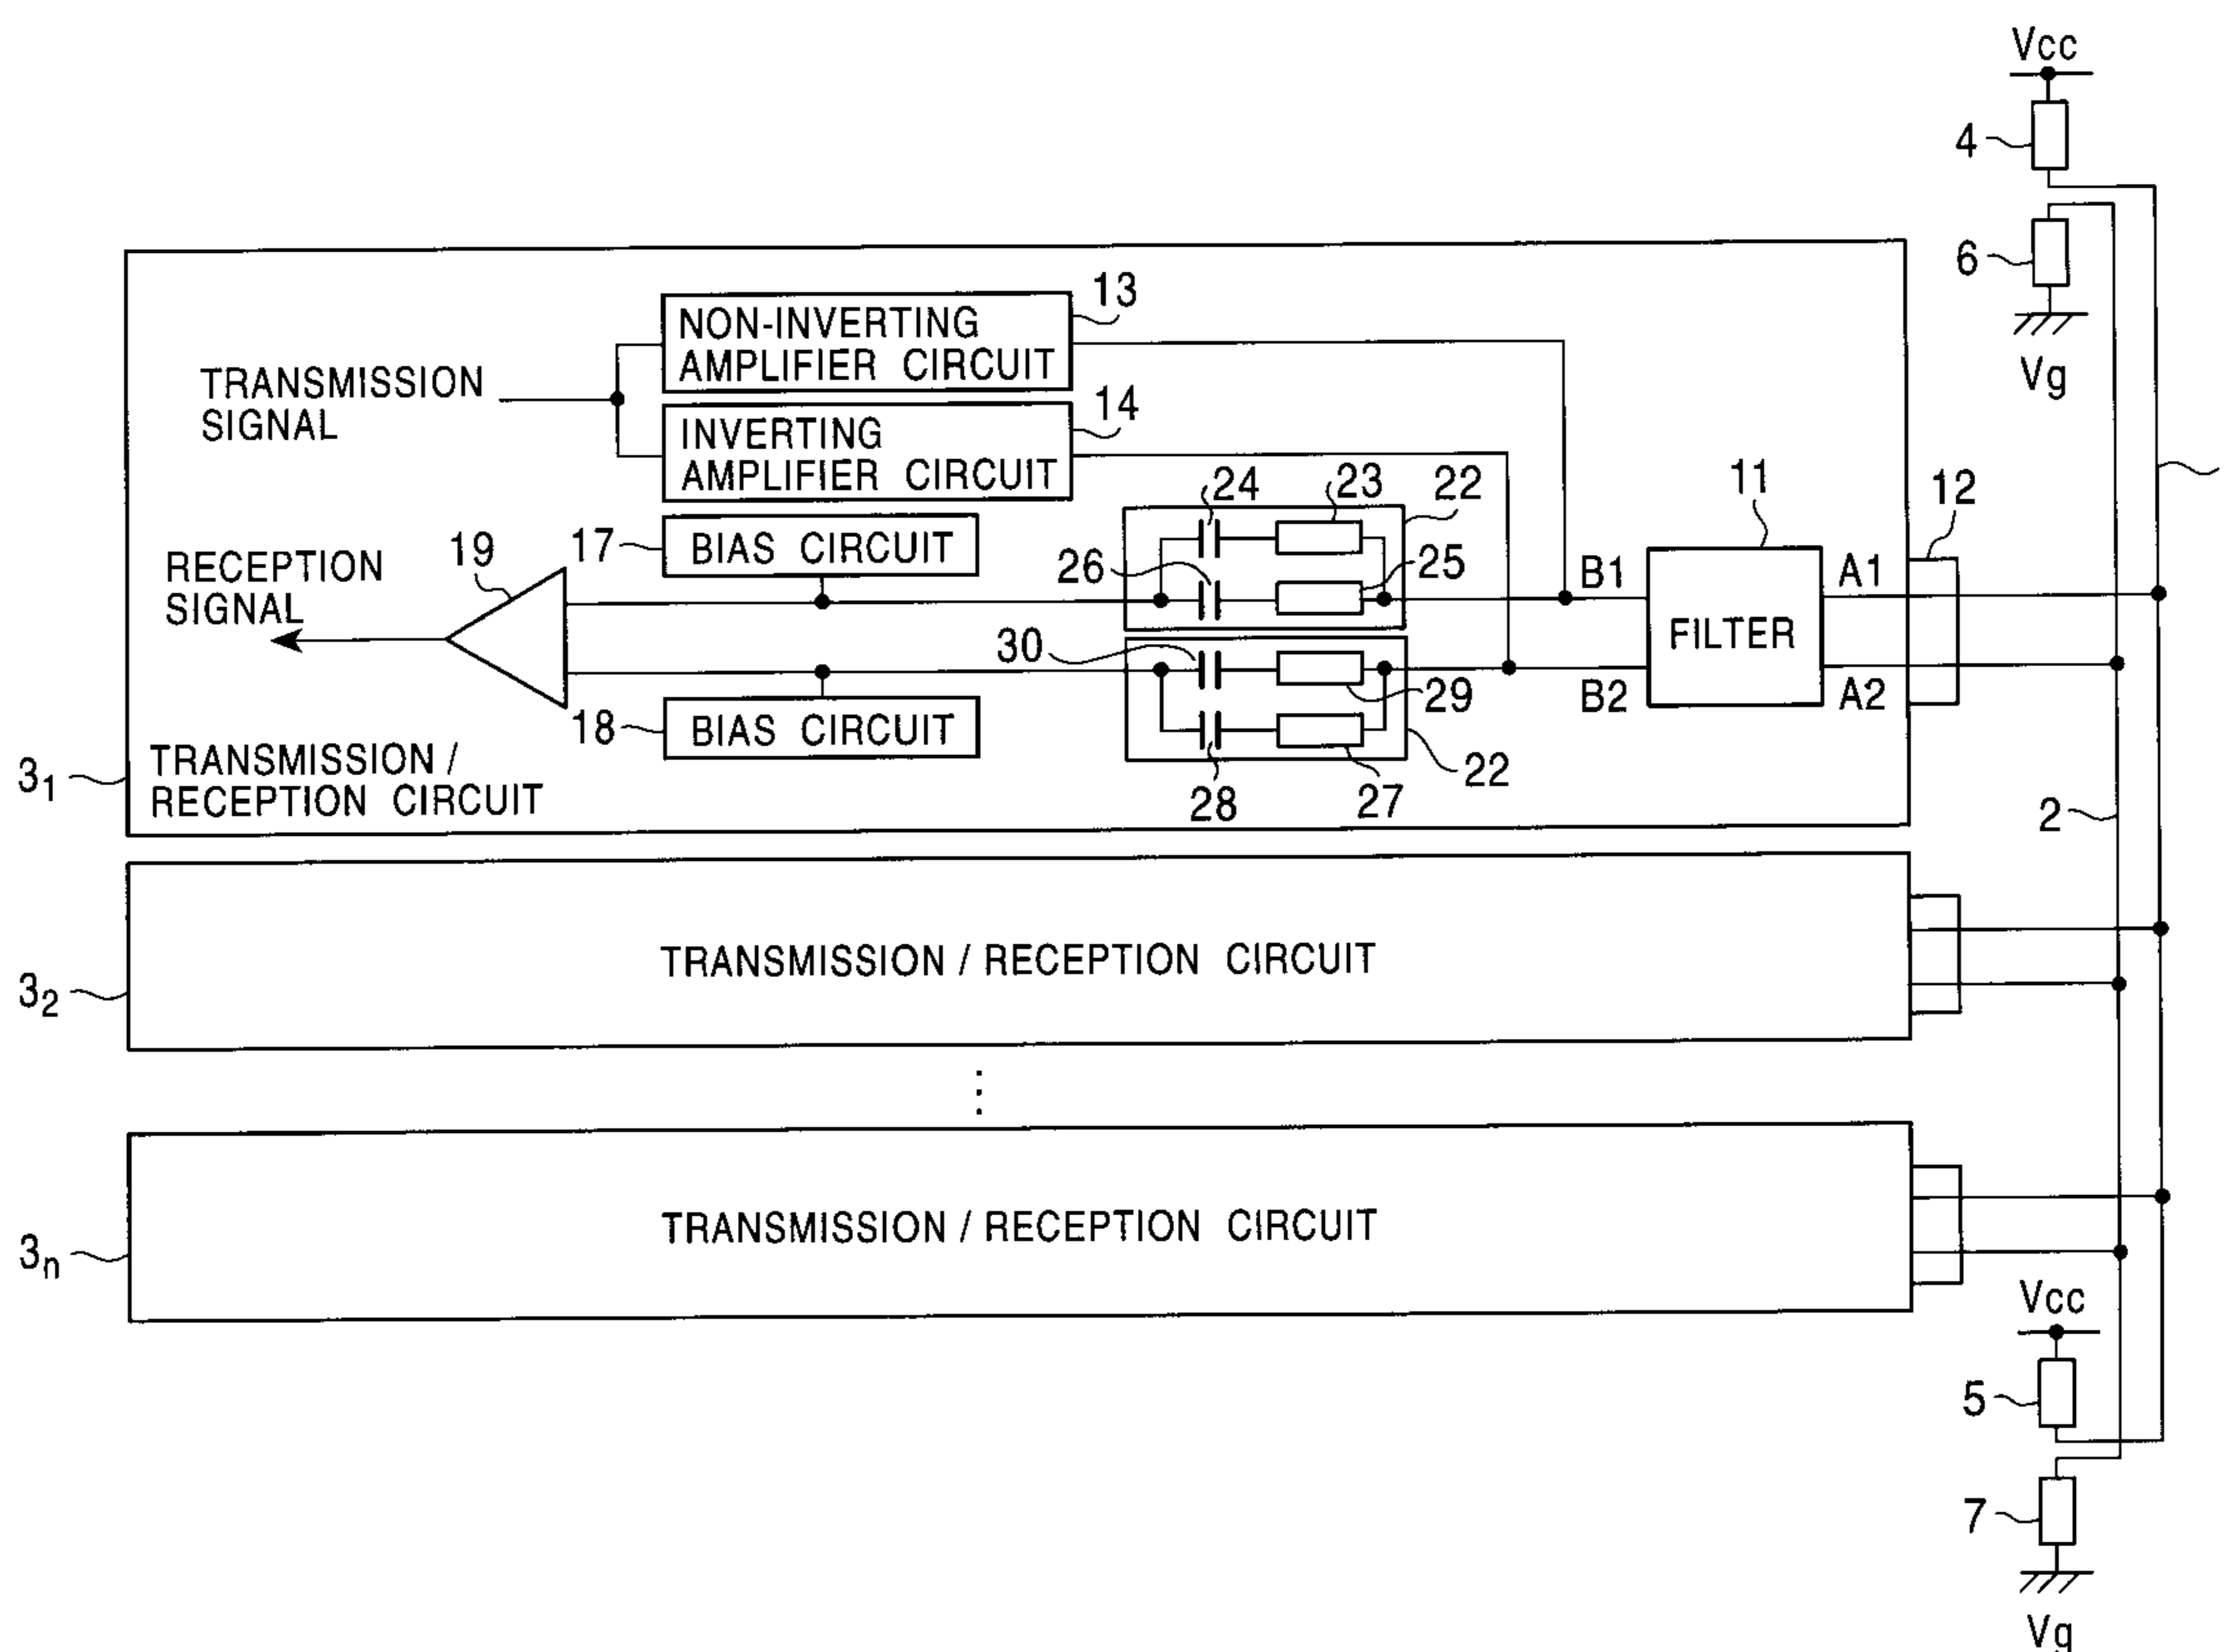 Vcc
4
6
Vg
13
NON-INVERTING
AMPLIFIER CIRCUIT
TRANSMISSION
SIGNAL
14
INVERTING
AMPLIFIER CIRCUIT
24
23
22
11
12
17
BIAS CIRCUIT
19
RECEPTION
SIGNAL
26
25
B1
A1
FILTER
30
29
B2
A2
18
BIAS CIRCUIT
22
28
27
2
3₁
TRANSMISSION /
RECEPTION CIRCUIT
3₂
TRANSMISSION / RECEPTION CIRCUIT
⋮
3ₙ
TRANSMISSION / RECEPTION CIRCUIT
Vcc
5
7
Vg